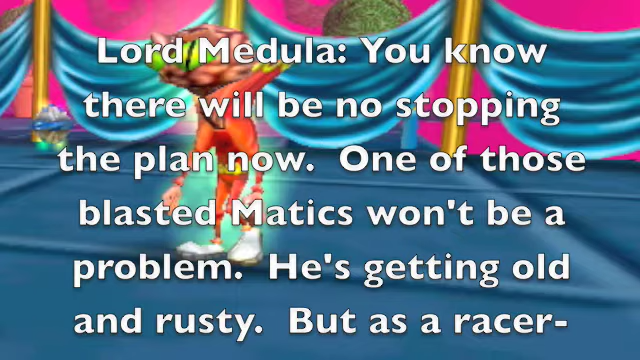 Lord Medula: You know
there will be no stopping
the plan now.  One of those
blasted Matics won't be a
problem.  He's getting old
and rusty.  But as a racer-